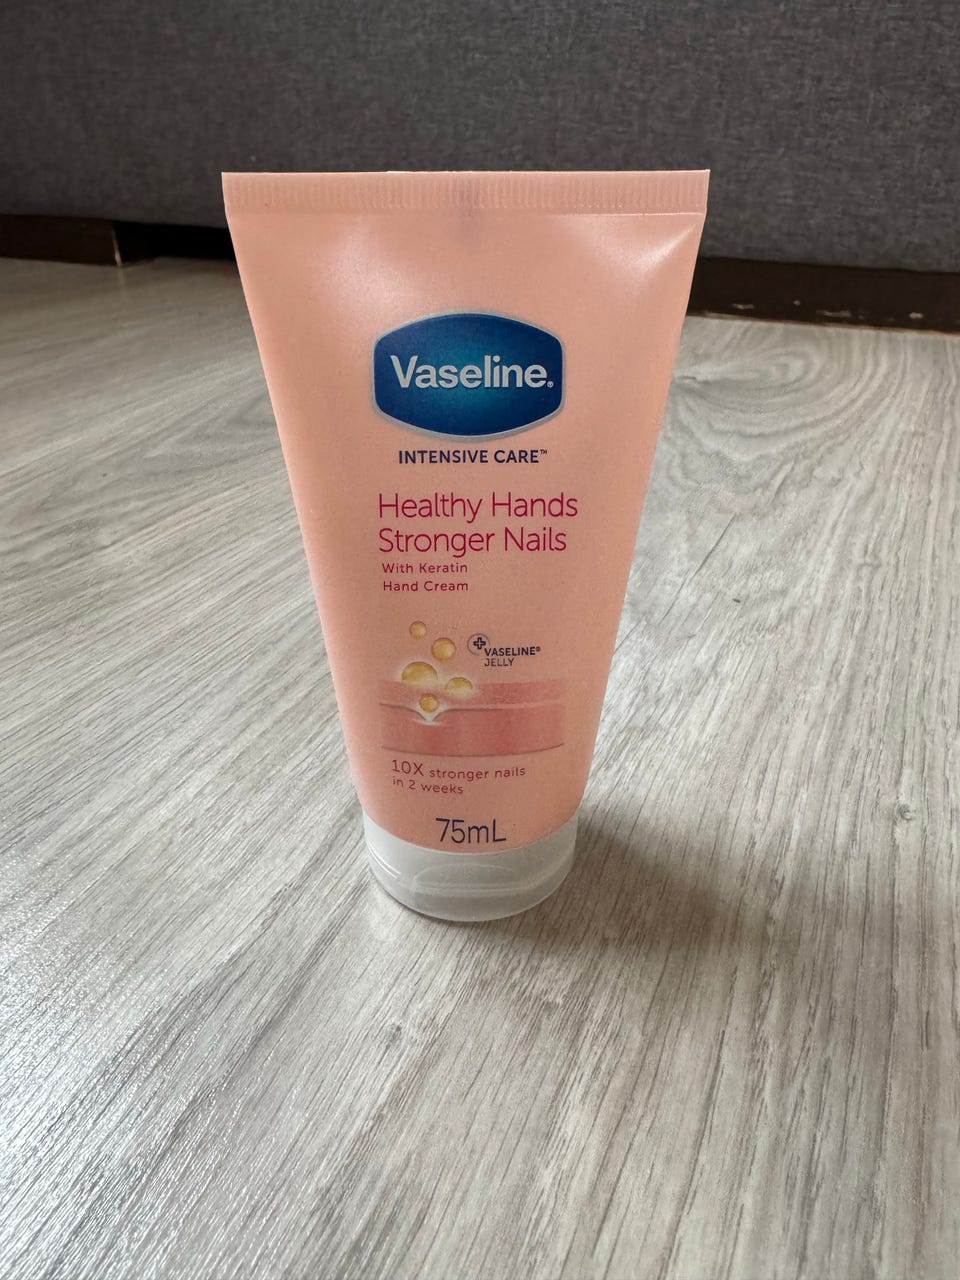 Vaseline®
INTENSIVE CARE™
Healthy Hands
Stronger Nails
With Keratin
Hand Cream
VASELINE®
JELLY
10X stronger nails
in 2 weeks
75mL